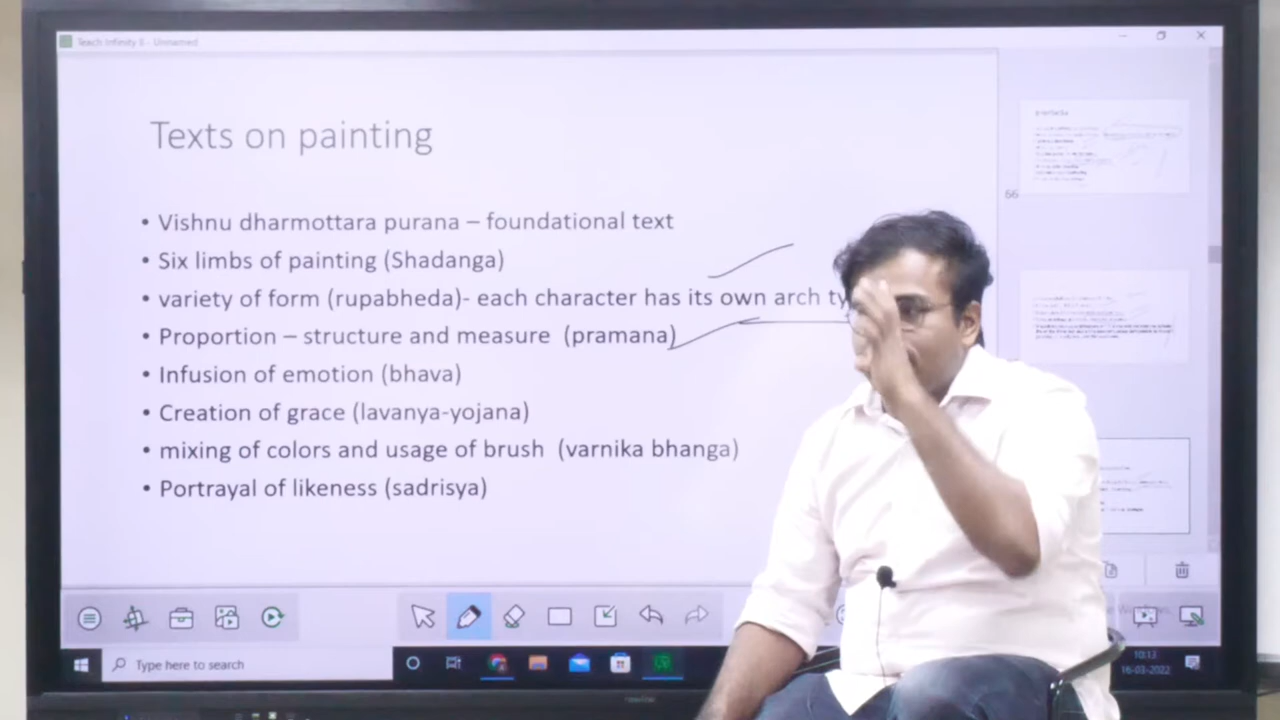 Teach Infinity S - Unnamed
Texts on painting
• Vishnu dharmottara purana – foundational text
• Six limbs of painting (Shadanga)
• variety of form (rupabheda)- each character has its own arch ty
• Proportion – structure and measure (pramana)
• Infusion of emotion (bhava)
• Creation of grace (lavanya-yojana)
• mixing of colors and usage of brush (varnika bhanga)
• Portrayal of likeness (sadrisya)
66
Type here to search
10:13
16-03-2022